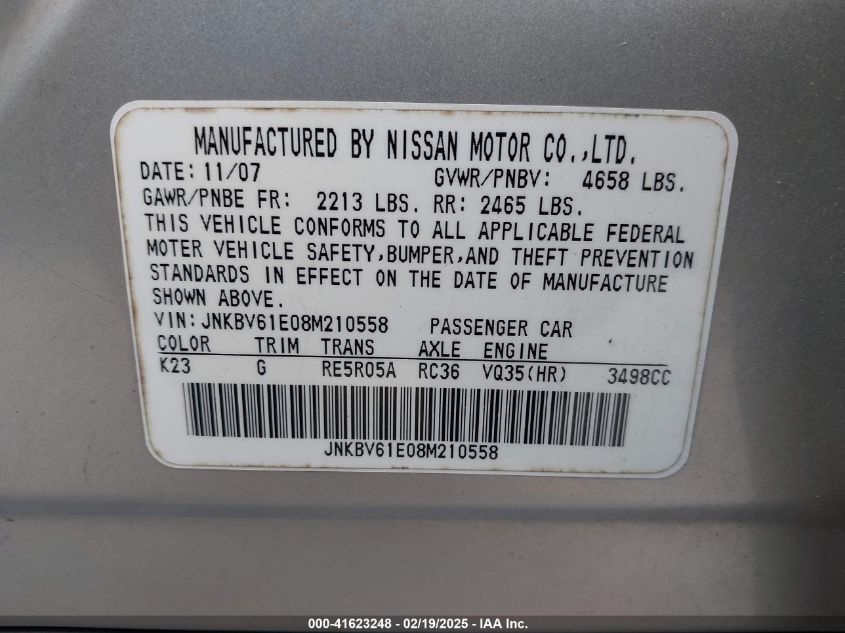 MANUFACTURED BY NISSAN MOTOR CO.,LTD.
DATE: 11/07 GVWR/PNBV: 4658 LBS.
GAWR/PNBE FR: 2213 LBS. RR: 2465 LBS.
THIS VEHICLE CONFORMS TO ALL APPLICABLE FEDERAL
MOTER VEHICLE SAFETY,BUMPER,AND THEFT PREVENTION
STANDARDS IN EFFECT ON THE DATE OF MANUFACTURE
SHOWN ABOVE.
VIN:JNKBV61E08M210558 PASSENGER CAR
COLOR TRIM TRANS AXLE ENGINE
K23 G RE5R05A RC36 VQ35(HR) 3498CC
JNKBV61E08M210558
000-41623248 - 02/19/2025 - IAA Inc.